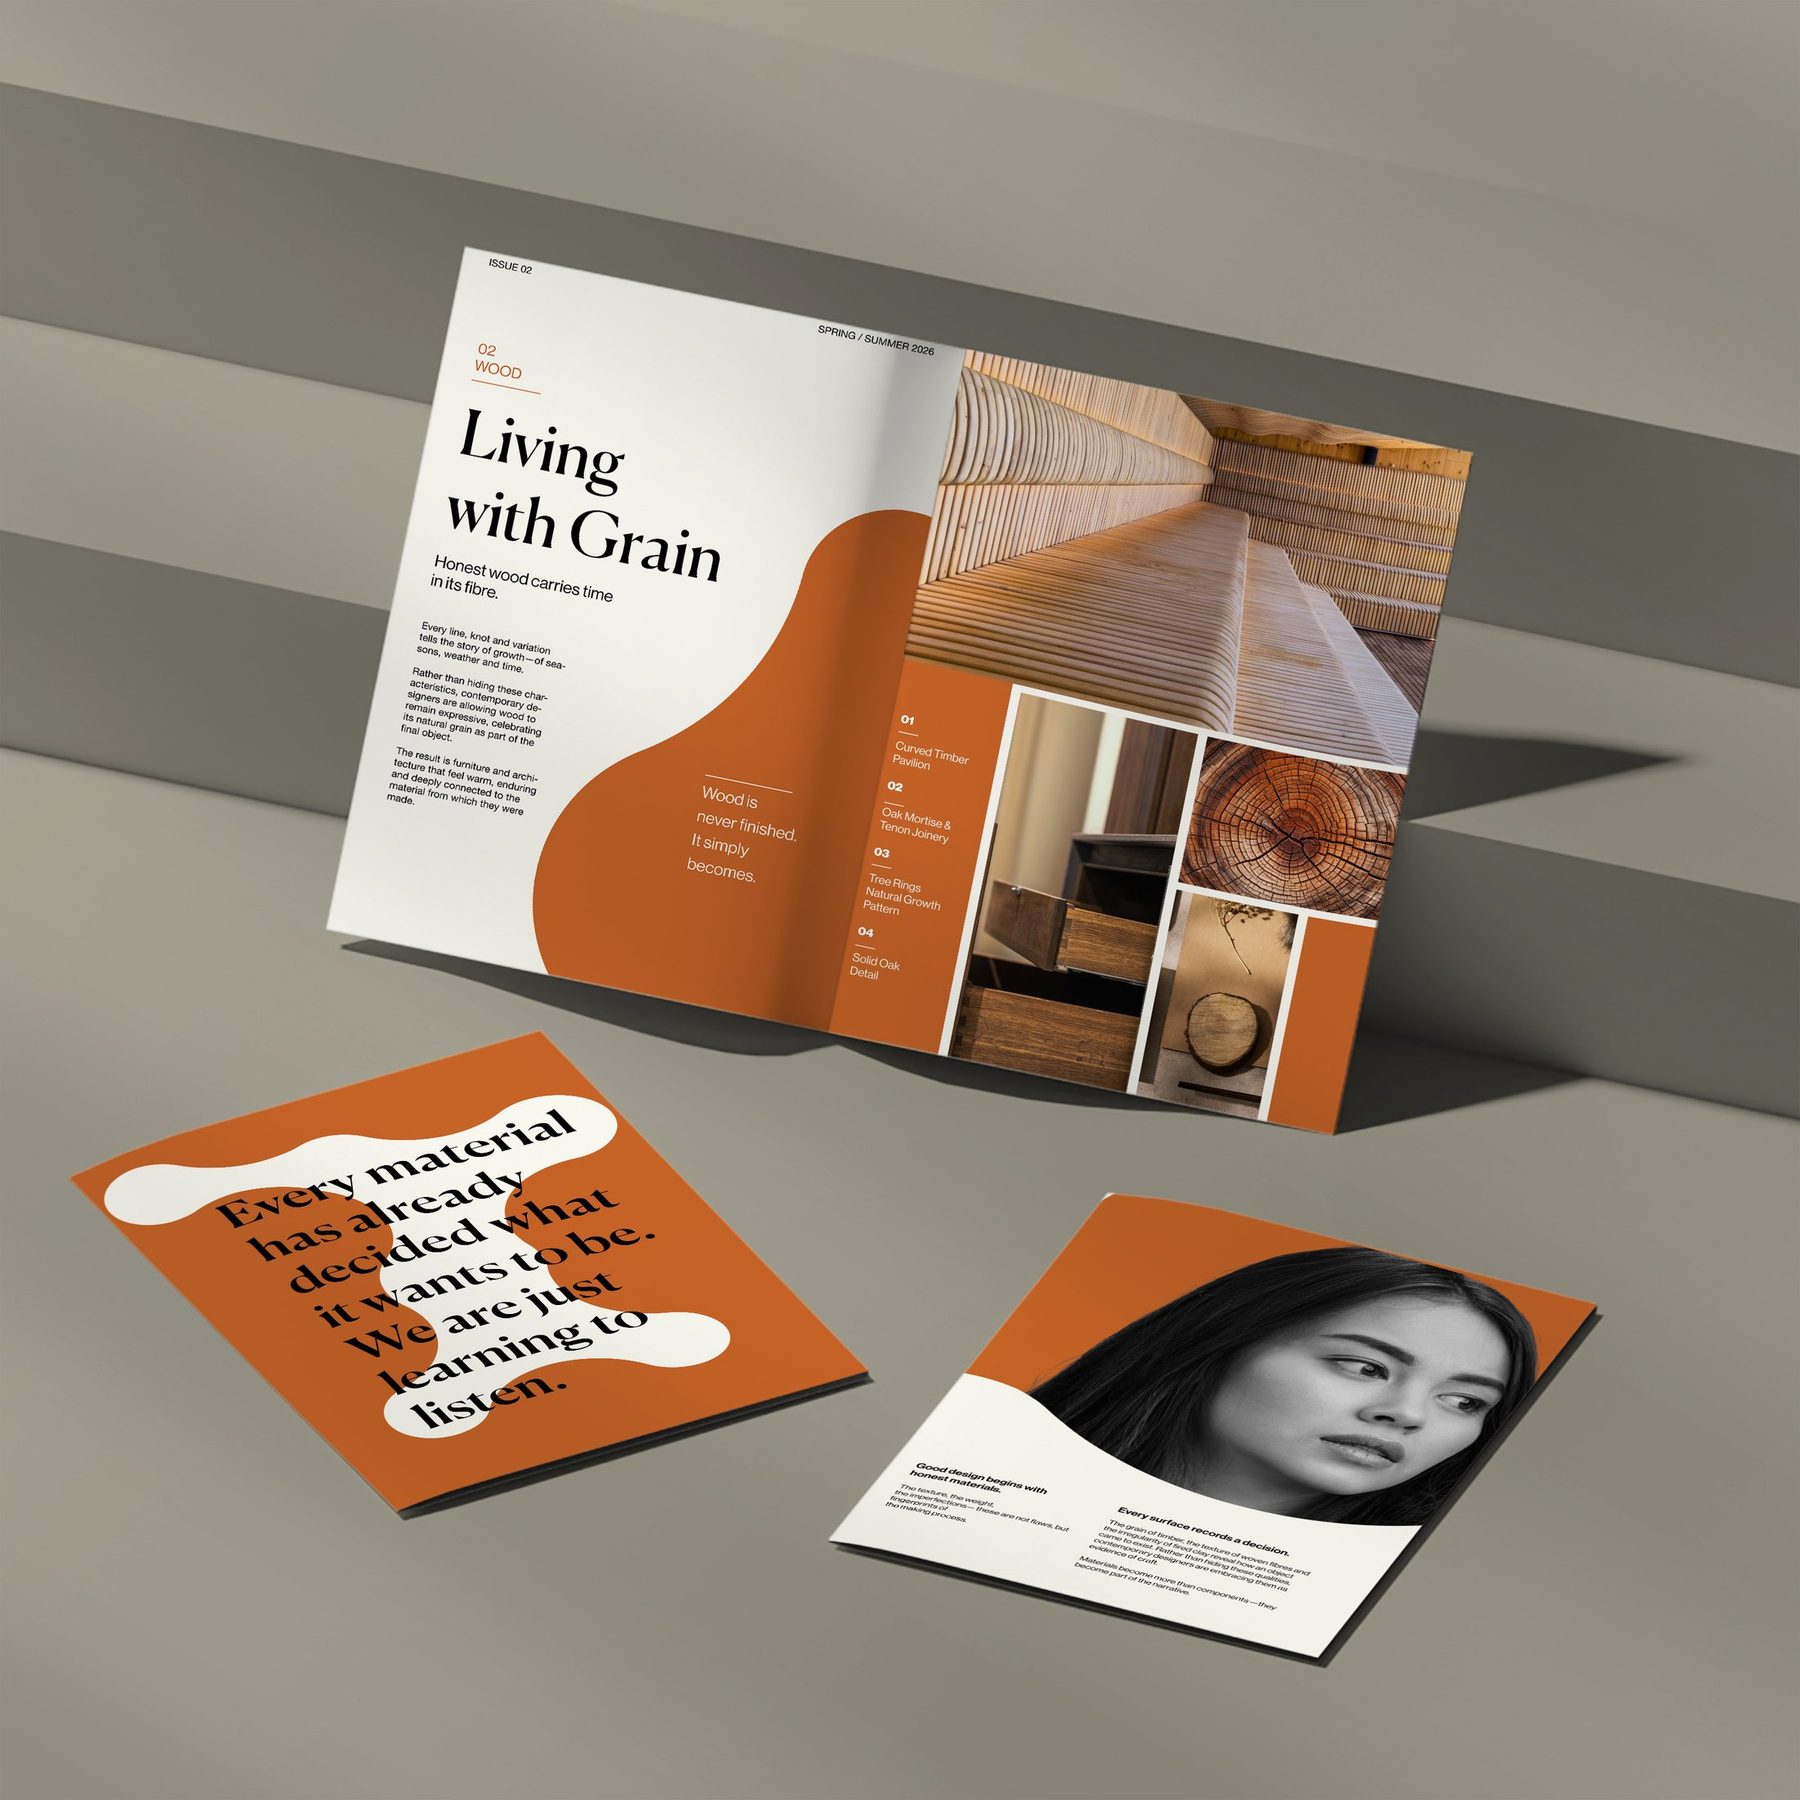 ISSUE 02
SPRING / SUMMER 2026
02
WOOD
Living
with Grain
Honest wood carries time
in its fibre.
Every line, knot and variation
tells the story of growth—of sea-
sons, weather and time.
Rather than hiding these char-
acteristics, contemporary de-
signers are allowing wood to
remain expressive, celebrating
its natural grain as part of the
final object.
The result is furniture and archi-
tecture that feel warm, enduring
and deeply connected to the
material from which they were
made.
Wood is
never finished.
It simply
becomes.
01
Curved Timber
Pavilion
02
Oak Mortise &
Tenon Joinery
03
Tree Rings
Natural Growth
Pattern
04
Solid Oak
Detail
Every material
has already
decided what
it wants to be.
We are just
learning to
listen.
Good design begins with
honest materials.
The texture, the weight,
the imperfections—these are not flaws, but
fingerprints of
the making process.
Every surface records a decision.
The grain of timber, the texture of woven fibres and
the irregularity of fired clay reveal how an object
came to exist. Rather than hiding these qualities,
contemporary designers are embracing them as
evidence of craft.
Materials become more than components—they
become part of the narrative.